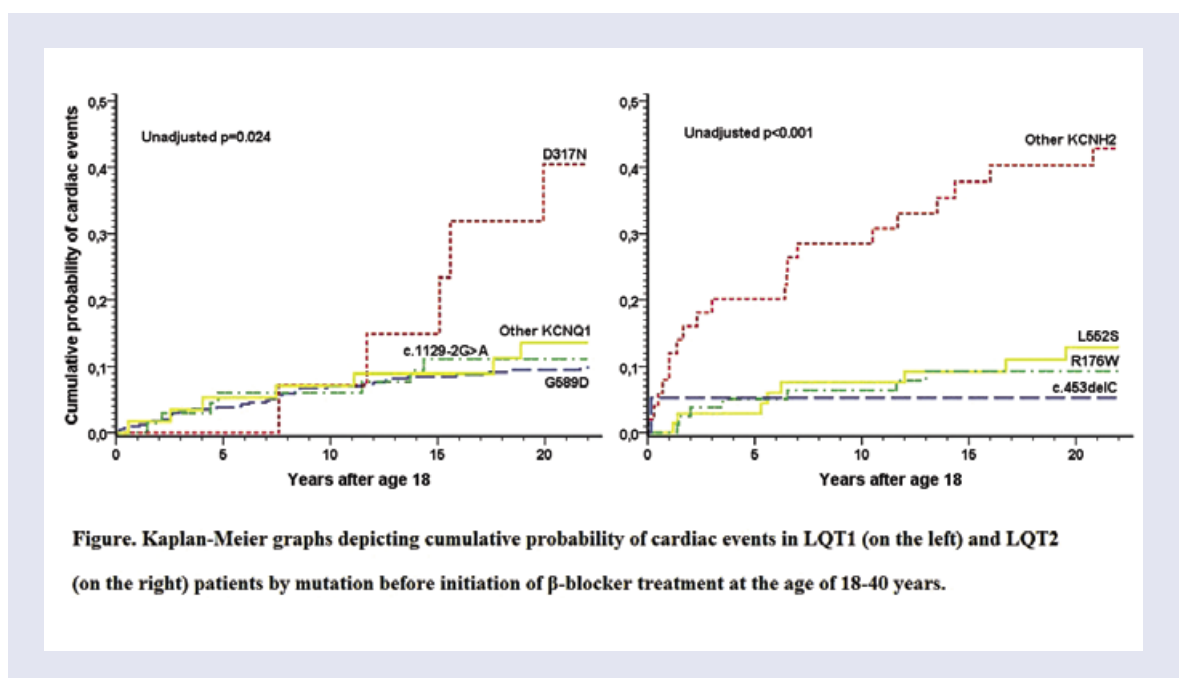 Cumulative probability of cardiac events
0,5
0,4
0,3
0,2
0,1
0,0
Unadjusted p=0.024
D317N
Other KCNQ1
c.1129-2G>A
G589D
0 5 10 15 20
Years after age 18
0,5
0,4
0,3
0,2
0,1
0,0
Unadjusted p<0.001
Other KCNH2
L552S
R176W
c.453delC
0 5 10 15 20
Years after age 18
Figure. Kaplan-Meier graphs depicting cumulative probability of cardiac events in LQT1 (on the left) and LQT2
(on the right) patients by mutation before initiation of β-blocker treatment at the age of 18-40 years.